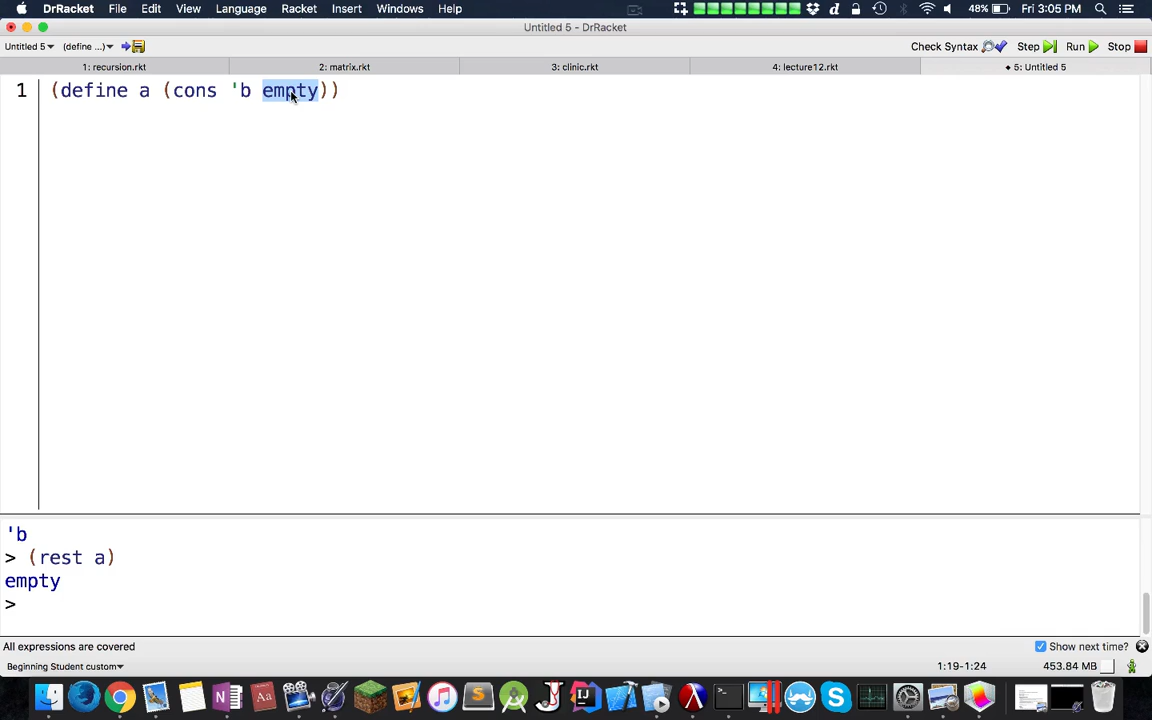 DrRacket File Edit View Language Racket Insert Windows Help 48% Fri 3:05 PM
Untitled 5 - DrRacket
Untitled 5 (define ...) Check Syntax Step Run Stop
1: recursion.rkt 2: matrix.rkt 3: clinic.rkt 4: lecture12.rkt • 5: Untitled 5
1 (define a (cons 'b empty))
'b
> (rest a)
empty
>
All expressions are covered Show next time?
Beginning Student custom 1:19-1:24 453.84 MB